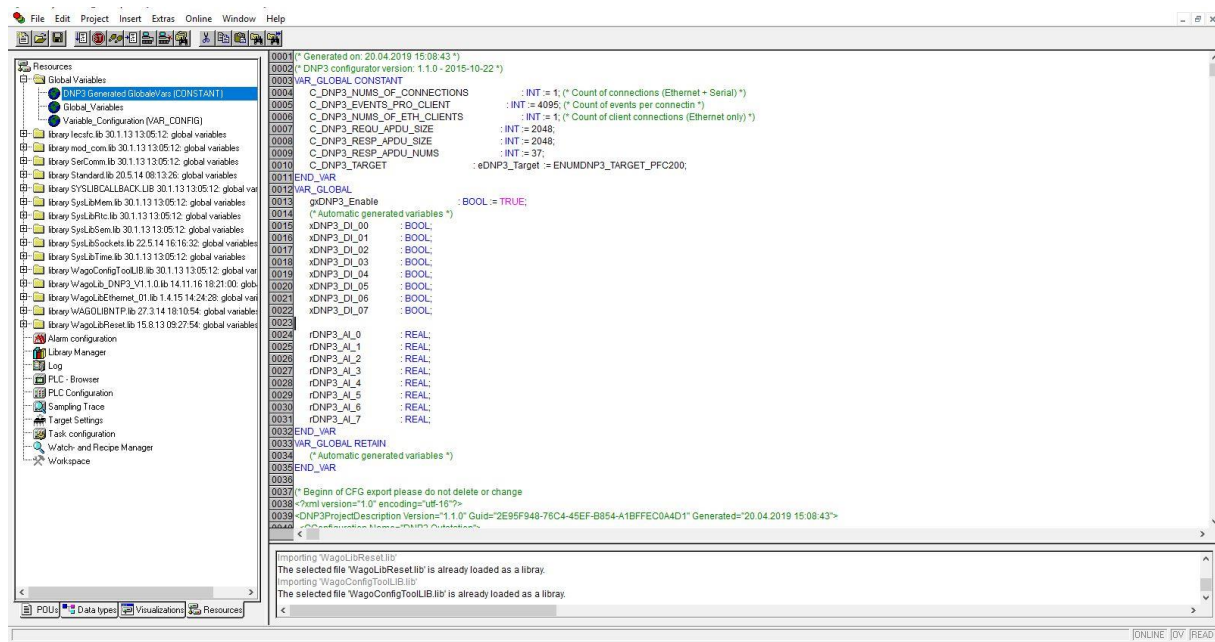 File Edit Project Insert Extras Online Window Help
Resources
Global Variables
DNP3 Generated GlobaleVars (CONSTANT)
Global_Variables
Variable_Configuration (VAR_CONFIG)
library Iecsfc.lib 30.1.13 13:05:12: global variables
library mod_com.lib 30.1.13 13:05:12: global variables
library SerComm.lib 30.1.13 13:05:12: global variables
library Standard.lib 20.5.14 08:13:26: global variables
library SYSLIBCALLBACK.LIB 30.1.13 13:05:12: global var
library SysLibMem.lib 30.1.13 13:05:12: global variables
library SysLibRtc.lib 30.1.13 13:05:12: global variables
library SysLibSem.lib 30.1.13 13:05:12: global variables
library SysLibSockets.lib 22.5.14 16:16:32: global variables
library SysLibTime.lib 30.1.13 13:05:12: global variables
library WagoConfigToolLIB.lib 30.1.13 13:05:12: global var
library WagoLib_DNP3_V1.1.0.lib 14.11.16 18:21:00: glob
library WagoLibEthernet_01.lib 1.4.15 14:24:28: global vari
library WAGOLIBNTP.lib 27.3.14 18:10:54: global variables
library WagoLibReset.lib 15.8.13 09:27:54: global variables
Alarm configuration
Library Manager
Log
PLC - Browser
PLC Configuration
Sampling Trace
Target Settings
Task configuration
Watch- and Recipe Manager
Workspace
POUs Data types Visualizations Resources
0001 (* Generated on: 20.04.2019 15:08:43 *)
0002 (* DNP3 configurator version: 1.1.0 - 2015-10-22 *)
0003 VAR_GLOBAL CONSTANT
0004 C_DNP3_NUMS_OF_CONNECTIONS : INT := 1; (* Count of connections (Ethernet + Serial) *)
0005 C_DNP3_EVENTS_PRO_CLIENT : INT := 4095; (* Count of events per connectin *)
0006 C_DNP3_NUMS_OF_ETH_CLIENTS : INT := 1; (* Count of client connections (Ethernet only) *)
0007 C_DNP3_REQU_APDU_SIZE : INT := 2048;
0008 C_DNP3_RESP_APDU_SIZE : INT := 2048;
0009 C_DNP3_RESP_APDU_NUMS : INT := 37;
0010 C_DNP3_TARGET : eDNP3_Target := ENUMDNP3_TARGET_PFC200;
0011 END_VAR
0012 VAR_GLOBAL
0013 gxDNP3_Enable : BOOL := TRUE;
0014 (* Automatic generated variables *)
0015 xDNP3_DI_00 : BOOL;
0016 xDNP3_DI_01 : BOOL;
0017 xDNP3_DI_02 : BOOL;
0018 xDNP3_DI_03 : BOOL;
0019 xDNP3_DI_04 : BOOL;
0020 xDNP3_DI_05 : BOOL;
0021 xDNP3_DI_06 : BOOL;
0022 xDNP3_DI_07 : BOOL;
0023
0024 rDNP3_AI_0 : REAL;
0025 rDNP3_AI_1 : REAL;
0026 rDNP3_AI_2 : REAL;
0027 rDNP3_AI_3 : REAL;
0028 rDNP3_AI_4 : REAL;
0029 rDNP3_AI_5 : REAL;
0030 rDNP3_AI_6 : REAL;
0031 rDNP3_AI_7 : REAL;
0032 END_VAR
0033 VAR_GLOBAL RETAIN
0034 (* Automatic generated variables *)
0035 END_VAR
0036
0037 (* Beginn of CFG export please do not delete or change
0038 <?xml version="1.0" encoding="utf-16"?>
0039 <DNP3ProjectDescription Version="1.1.0" Guid="2E95F948-76C4-45EF-B854-A1BFFEC0A4D1" Generated="20.04.2019 15:08:43">
Importing 'WagoLibReset.lib'
The selected file 'WagoLibReset.lib' is already loaded as a libray.
Importing 'WagoConfigToolLIB.lib'
The selected file 'WagoConfigToolLIB.lib' is already loaded as a libray.
ONLINE OV READ